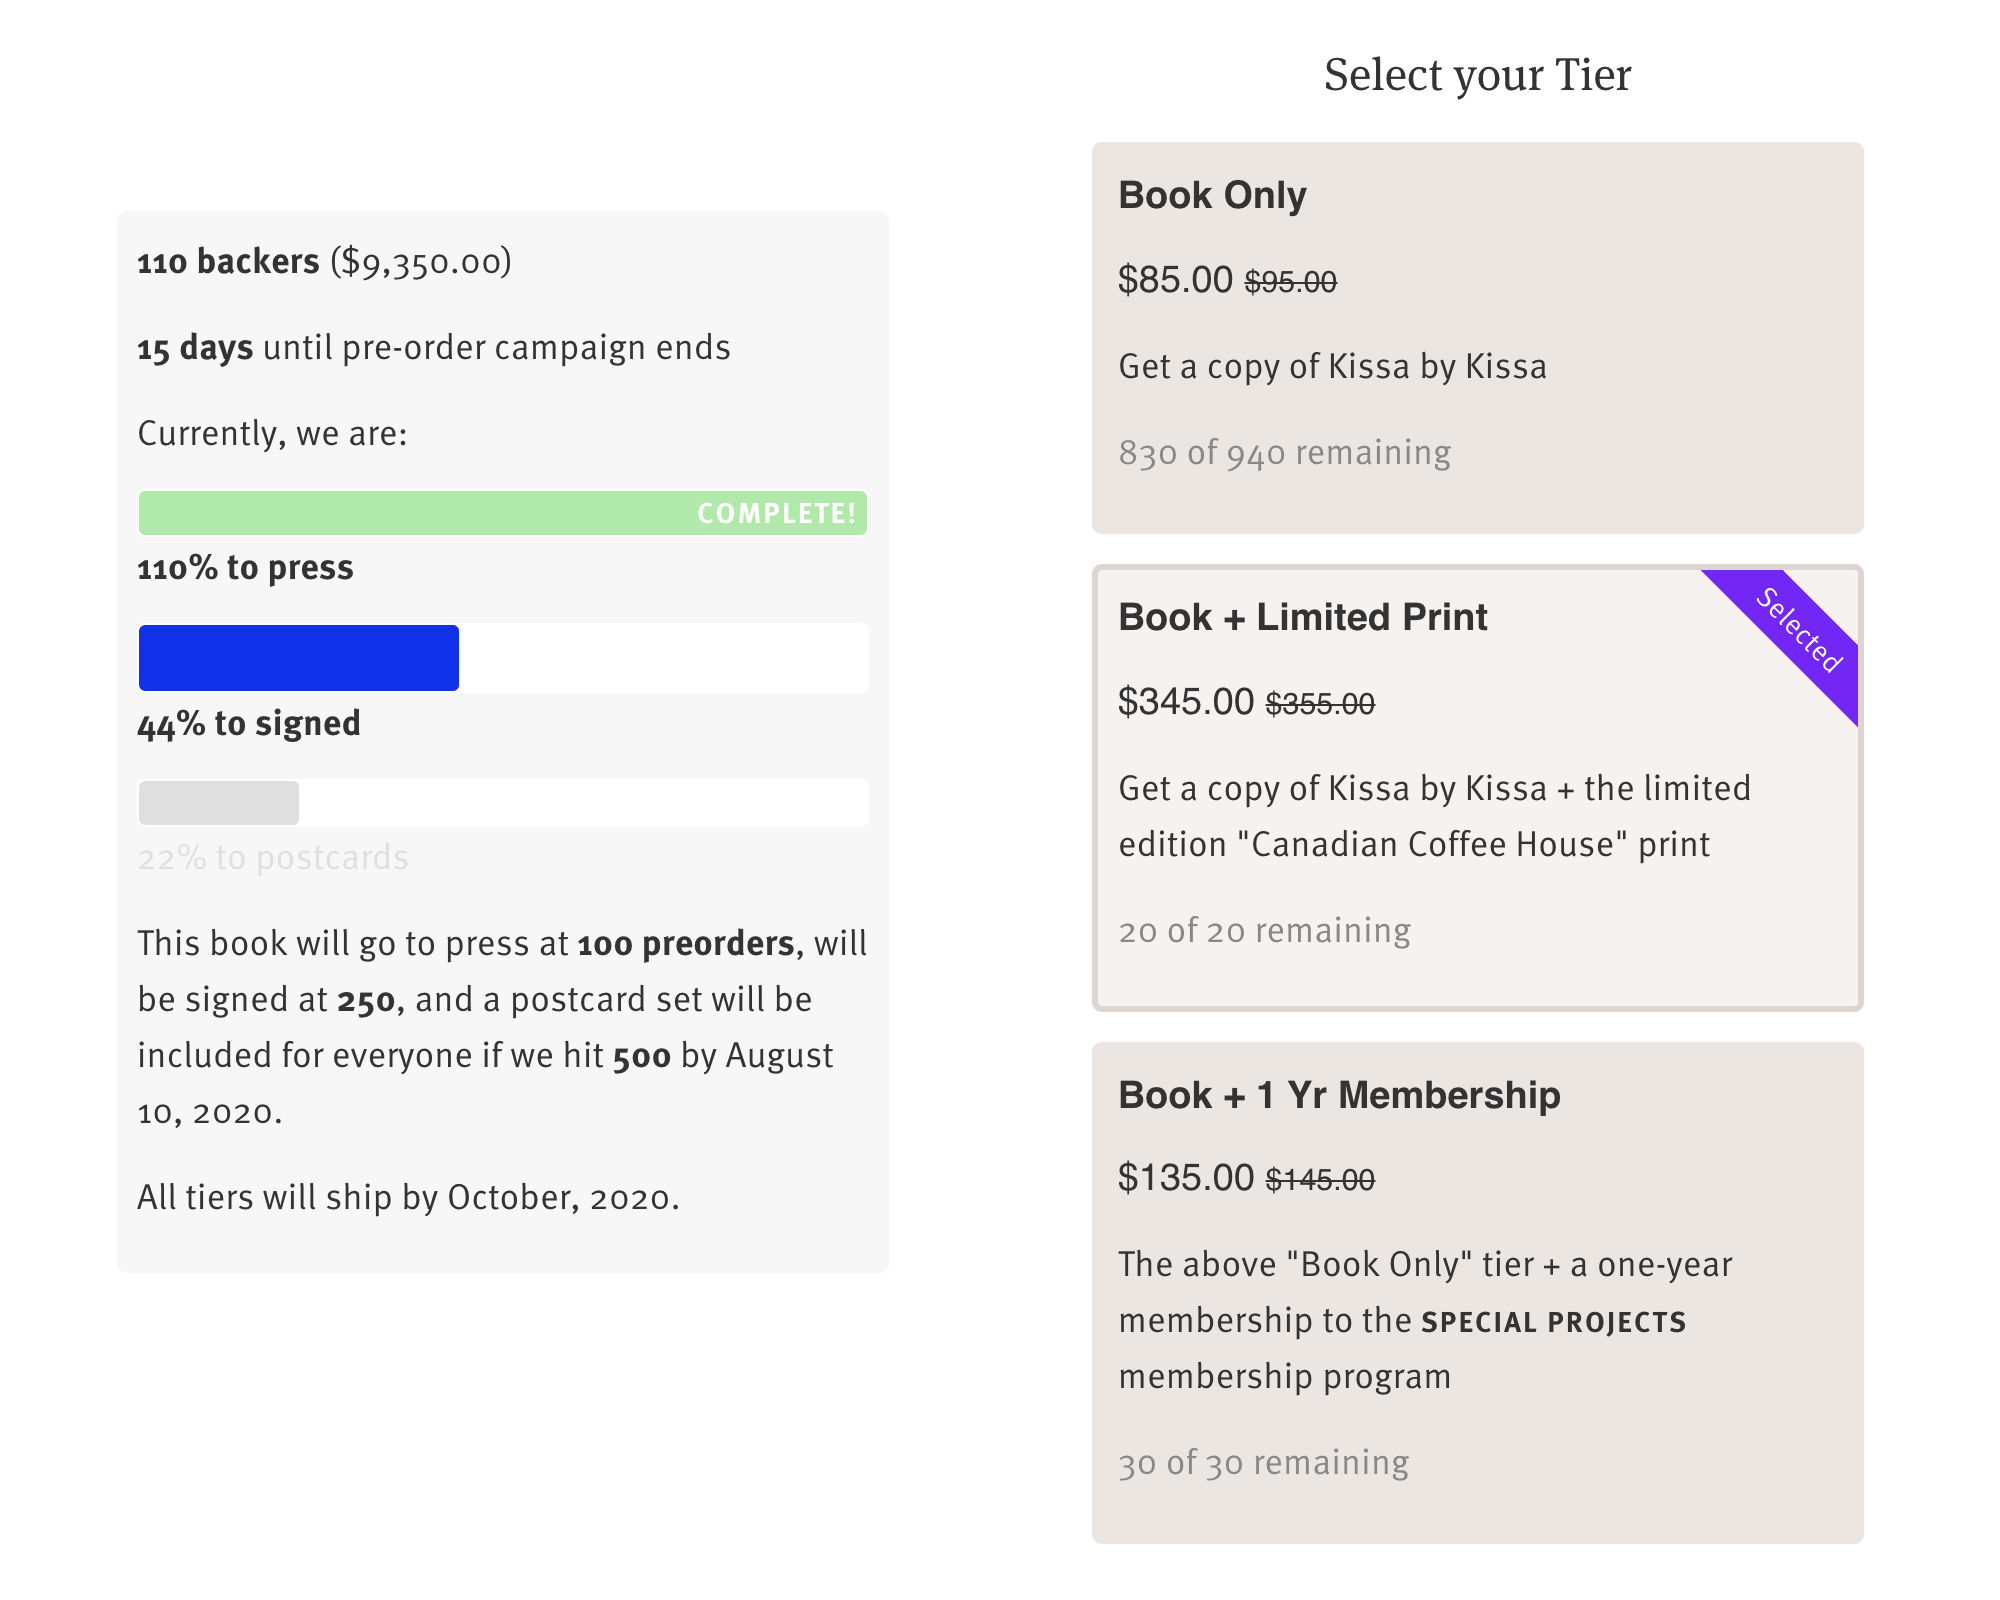 110 backers ($9,350.00)
15 days until pre-order campaign ends
Currently, we are:
COMPLETE!
110% to press
44% to signed
22% to postcards
This book will go to press at 100 preorders, will
be signed at 250, and a postcard set will be
included for everyone if we hit 500 by August
10, 2020.
All tiers will ship by October, 2020.
Select your Tier
Book Only
$85.00 $95.00
Get a copy of Kissa by Kissa
830 of 940 remaining
Book + Limited Print
Selected
$345.00 $355.00
Get a copy of Kissa by Kissa + the limited
edition "Canadian Coffee House" print
20 of 20 remaining
Book + 1 Yr Membership
$135.00 $145.00
The above "Book Only" tier + a one-year
membership to the SPECIAL PROJECTS
membership program
30 of 30 remaining